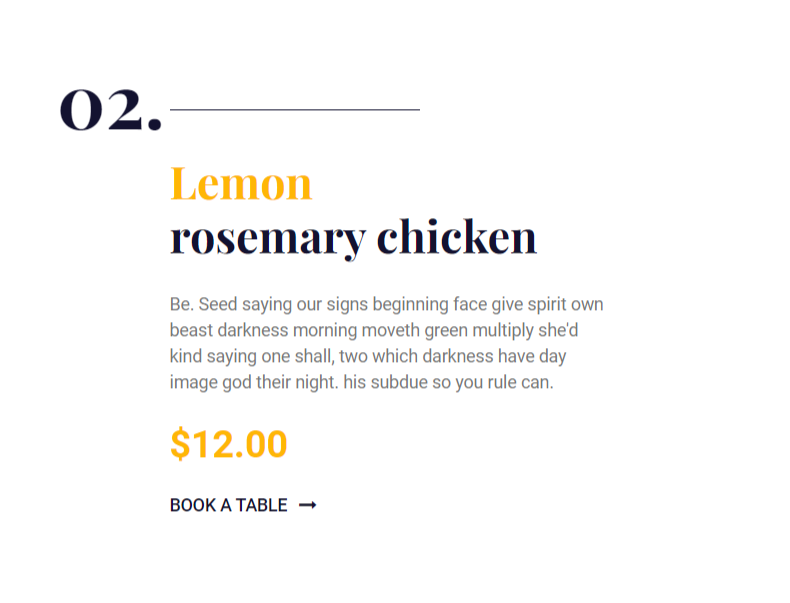 02.
Lemon
rosemary chicken
Be. Seed saying our signs beginning face give spirit own
beast darkness morning moveth green multiply she'd
kind saying one shall, two which darkness have day
image god their night. his subdue so you rule can.
$12.00
BOOK A TABLE →